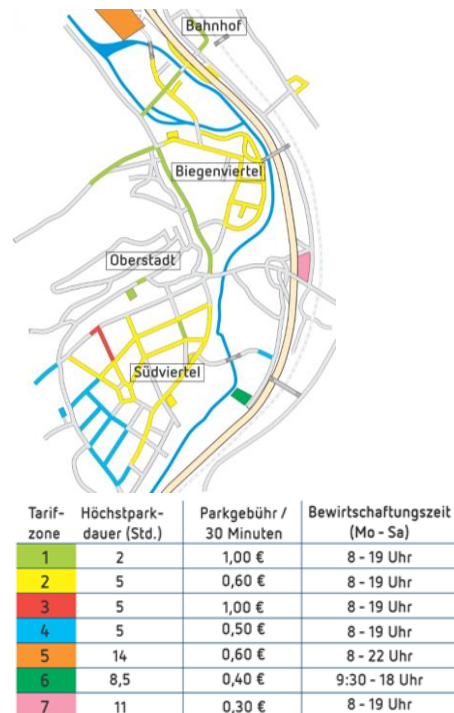 Bahnhof
Biegenviertel
Oberstadt
Südviertel
Tarif- Höchstpark- Parkgebühr / Bewirtschaftungszeit
zone dauer (Std.) 30 Minuten (Mo - Sa)
1 2 1,00 € 8 - 19 Uhr
2 5 0,60 € 8 - 19 Uhr
3 5 1,00 € 8 - 19 Uhr
4 5 0,50 € 8 - 19 Uhr
5 14 0,60 € 8 - 22 Uhr
6 8,5 0,40 € 9:30 - 18 Uhr
7 11 0,30 € 8 - 19 Uhr